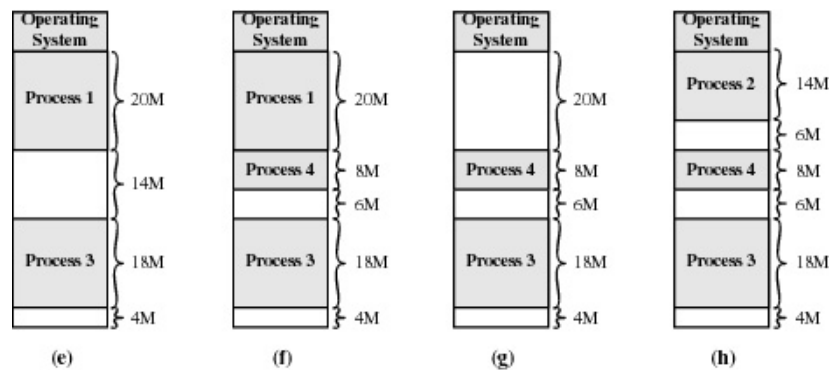 Operating
System
Process 1
20M
14M
Process 3
18M
4M
(e)
Operating
System
Process 1
20M
Process 4
8M
6M
Process 3
18M
4M
(f)
Operating
System
20M
Process 4
8M
6M
Process 3
18M
4M
(g)
Operating
System
Process 2
14M
6M
Process 4
8M
6M
Process 3
18M
4M
(h)